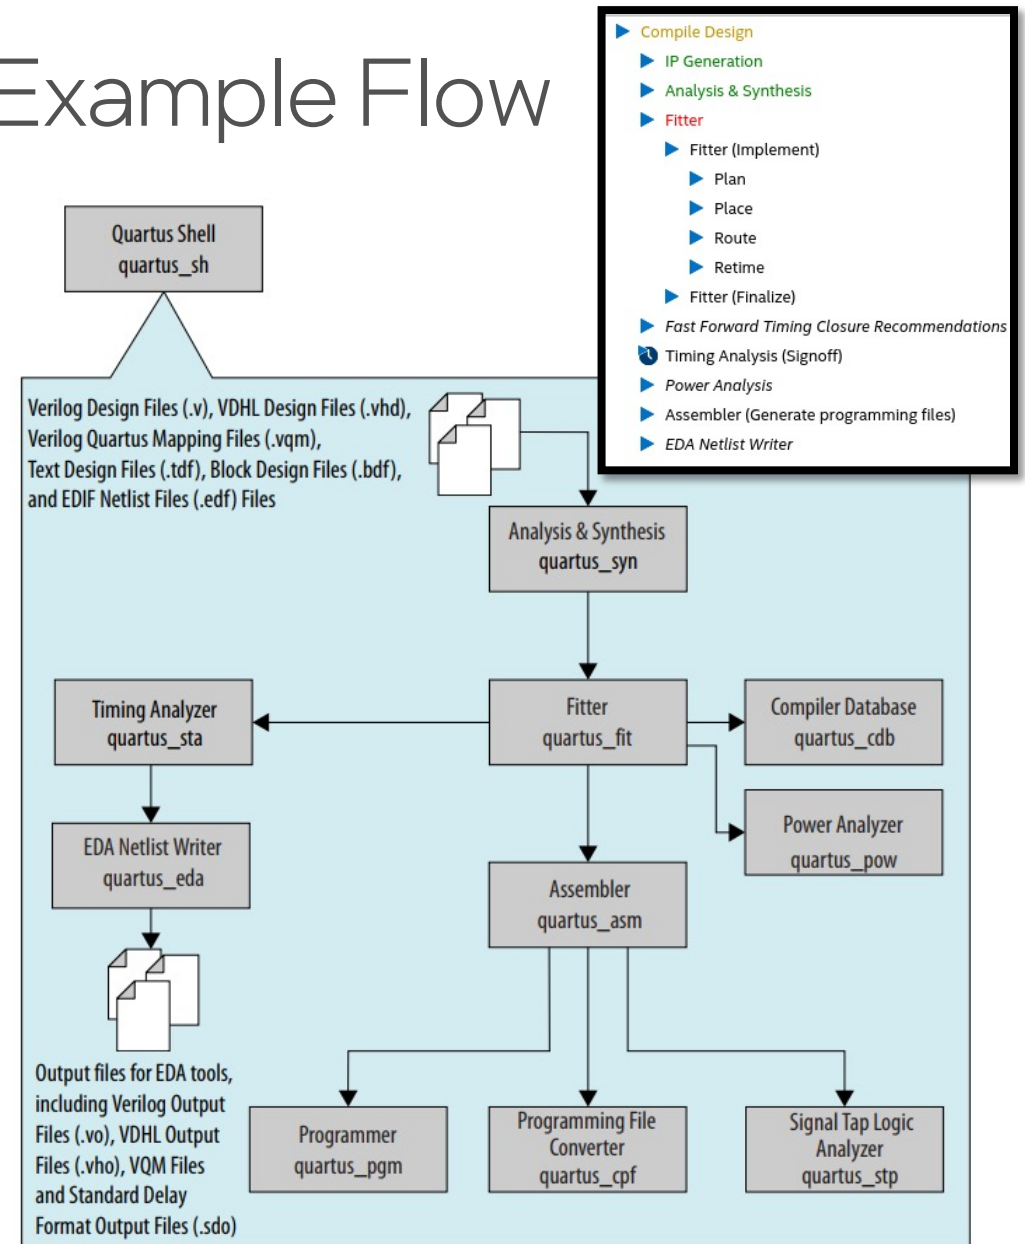 Example Flow
Compile Design
IP Generation
Analysis & Synthesis
Fitter
Fitter (Implement)
Plan
Place
Route
Retime
Fitter (Finalize)
Fast Forward Timing Closure Recommendations
Timing Analysis (Signoff)
Power Analysis
Assembler (Generate programming files)
EDA Netlist Writer
Quartus Shell
quartus_sh
Verilog Design Files (.v), VDHL Design Files (.vhd),
Verilog Quartus Mapping Files (.vqm),
Text Design Files (.tdf), Block Design Files (.bdf),
and EDIF Netlist Files (.edf) Files
Analysis & Synthesis
quartus_syn
Timing Analyzer
quartus_sta
Fitter
quartus_fit
Compiler Database
quartus_cdb
Power Analyzer
quartus_pow
EDA Netlist Writer
quartus_eda
Assembler
quartus_asm
Output files for EDA tools,
including Verilog Output
Files (.vo), VDHL Output
Files (.vho), VQM Files
and Standard Delay
Format Output Files (.sdo)
Programmer
quartus_pgm
Programming File
Converter
quartus_cpf
Signal Tap Logic
Analyzer
quartus_stp